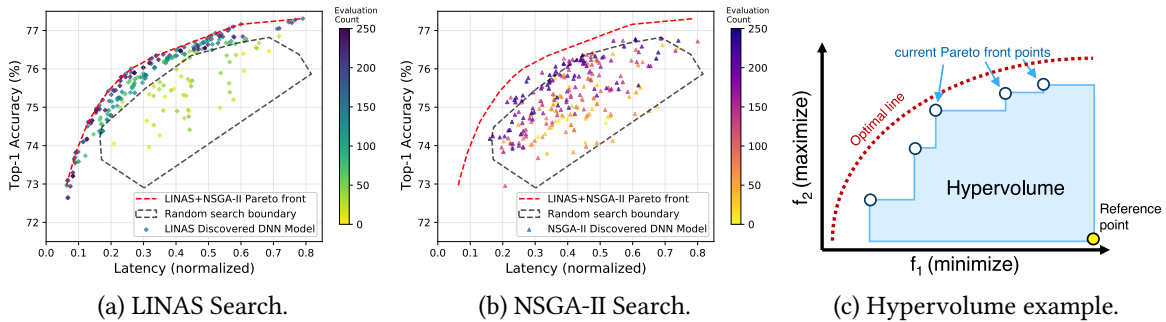 Evaluation
Count
77
76
75
74
73
72
Top-1 Accuracy (%)
0.0 0.1 0.2 0.3 0.4 0.5 0.6 0.7 0.8
Latency (normalized)
LINAS+NSGA-II Pareto front
Random search boundary
LINAS Discovered DNN Model
250
200
150
100
50
0
(a) LINAS Search.
Evaluation
Count
77
76
75
74
73
72
Top-1 Accuracy (%)
0.0 0.1 0.2 0.3 0.4 0.5 0.6 0.7 0.8
Latency (normalized)
LINAS+NSGA-II Pareto front
Random search boundary
NSGA-II Discovered DNN Model
250
200
150
100
50
0
(b) NSGA-II Search.
current Pareto front points
Optimal line
f2 (maximize)
Hypervolume
Reference
point
f1 (minimize)
(c) Hypervolume example.